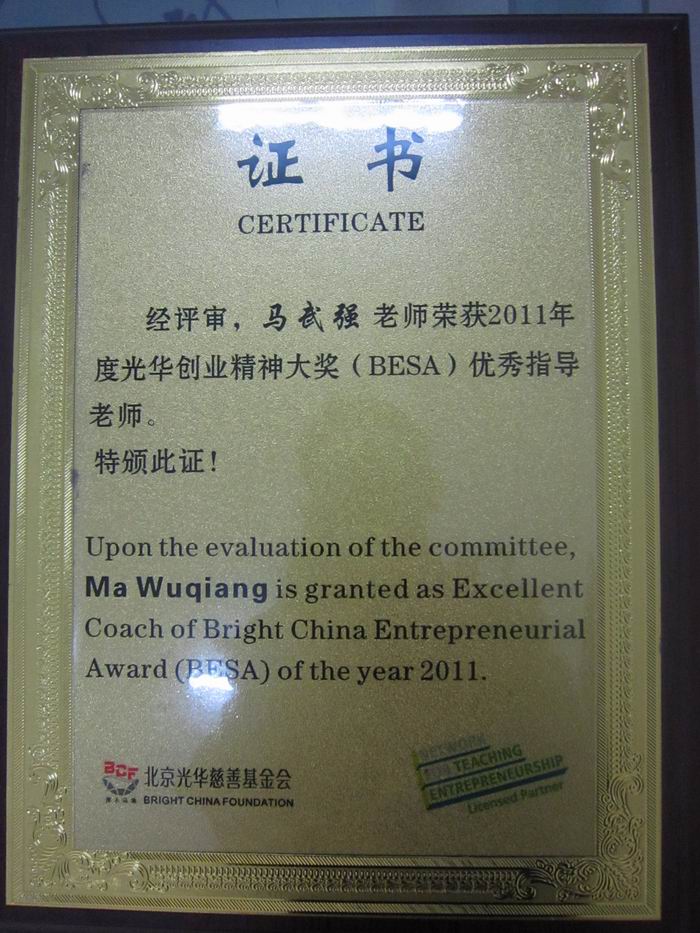 证 书
CERTIFICATE
经评审，马武强 老师荣获2011年
度光华创业精神大奖（BESA）优秀指导
老师。
特颁此证！
Upon the evaluation of the committee,
Ma Wuqiang is granted as Excellent
Coach of Bright China Entrepreneurial
Award (BESA) of the year 2011.
BCF 北京光华慈善基金会
BRIGHT CHINA FOUNDATION
NETWORK
FOR TEACHING
ENTREPRENEURSHIP
Licensed Partner